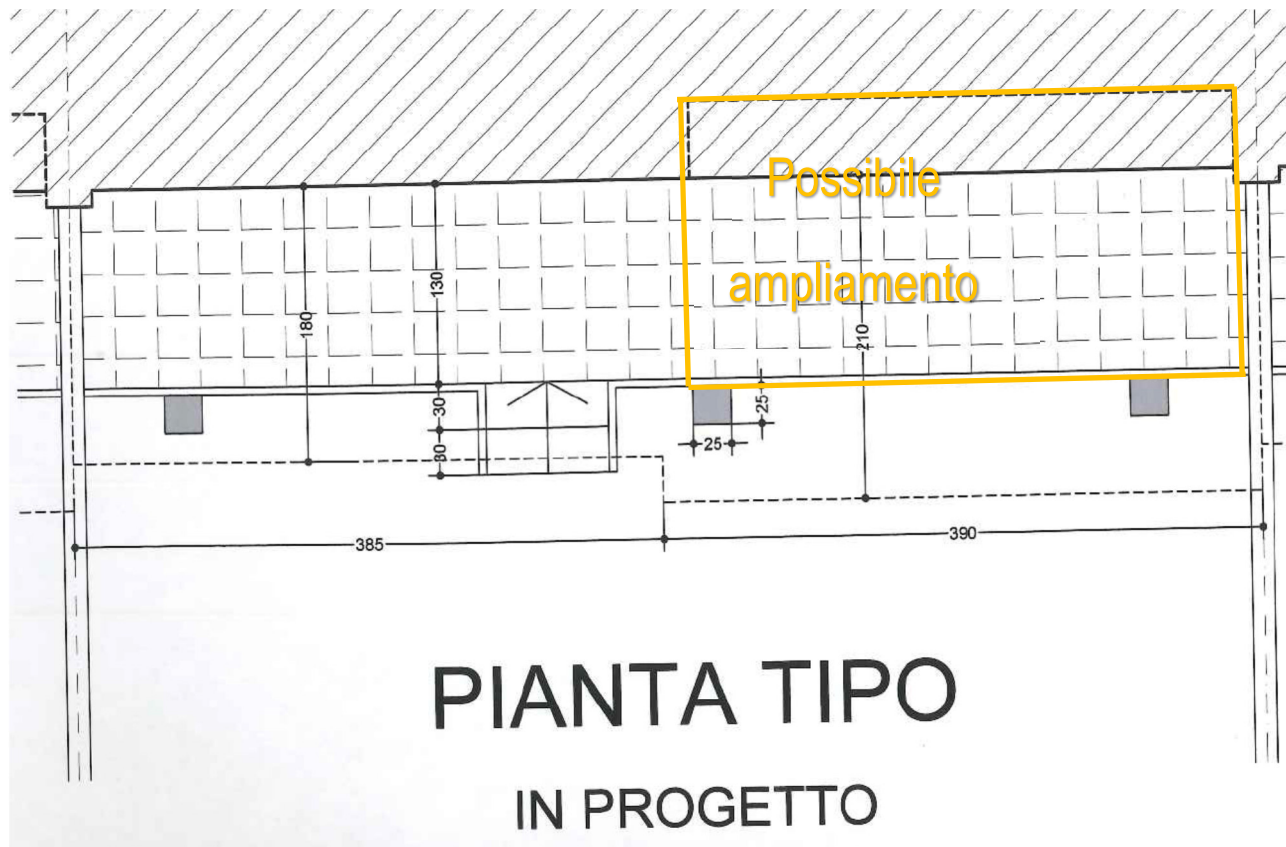 Possibile
ampliamento
180
130
210
30
30
25
25
385
390
PIANTA TIPO
IN PROGETTO